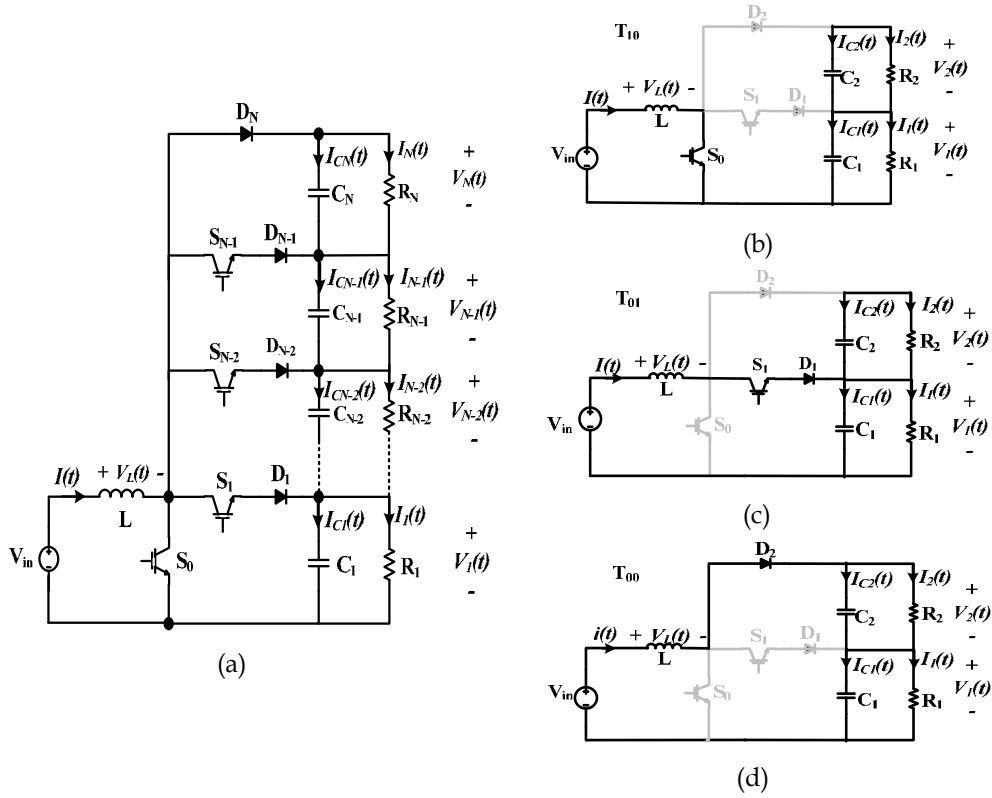 D_N
I_CN(t)
I_N(t)
+
V_N(t)
-
C_N
R_N
S_N-1
D_N-1
I_CN-1(t)
I_N-1(t)
+
V_N-1(t)
-
C_N-1
R_N-1
S_N-2
D_N-2
I_CN-2(t)
I_N-2(t)
+
V_N-2(t)
-
C_N-2
R_N-2
I(t)
+ V_L(t) -
L
S_1
D_1
I_C1(t)
I_1(t)
+
V_1(t)
-
V_in
S_0
C_1
R_1
(a)
T_10
D_2
I_C2(t)
I_2(t)
+
V_2(t)
-
C_2
R_2
I(t)
+ V_L(t) -
L
S_1
D_1
I_C1(t)
I_1(t)
+
V_1(t)
-
V_in
S_0
C_1
R_1
(b)
T_01
D_2
I_C2(t)
I_2(t)
+
V_2(t)
-
C_2
R_2
I(t)
+ V_L(t) -
L
S_1
D_1
I_C1(t)
I_1(t)
+
V_1(t)
-
V_in
S_0
C_1
R_1
(c)
T_00
D_2
I_C2(t)
I_2(t)
+
V_2(t)
-
C_2
R_2
i(t)
+ V_L(t) -
L
S_1
D_1
I_C1(t)
I_1(t)
+
V_1(t)
-
V_in
S_0
C_1
R_1
(d)